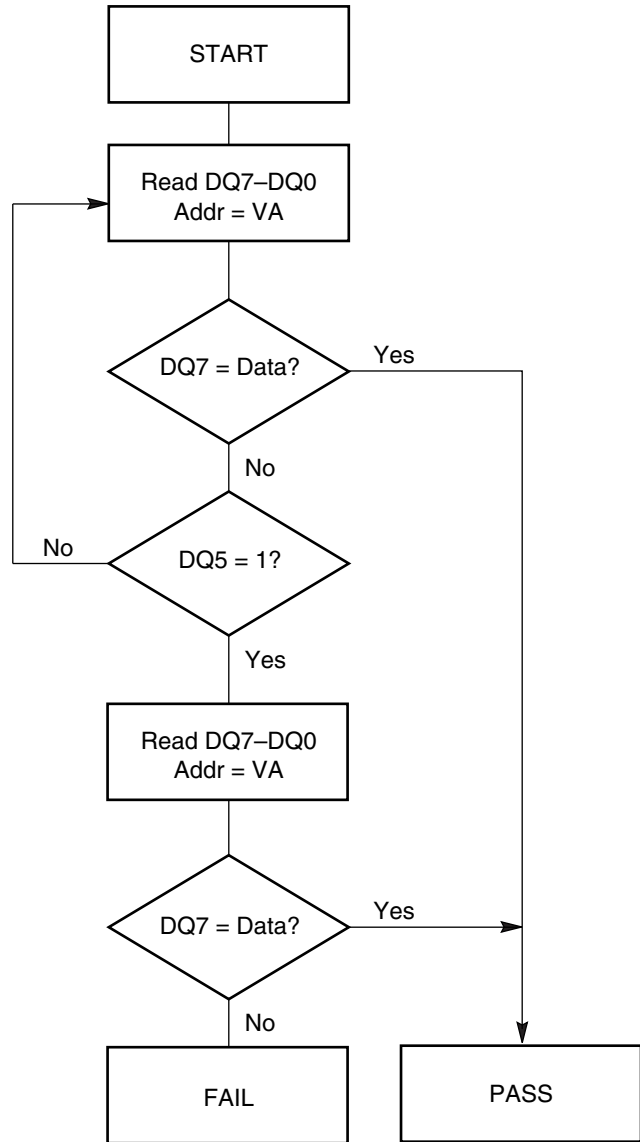 START
Read DQ7–DQ0
Addr = VA
DQ7 = Data?
Yes
No
No
DQ5 = 1?
Yes
Read DQ7–DQ0
Addr = VA
DQ7 = Data?
Yes
No
FAIL
PASS